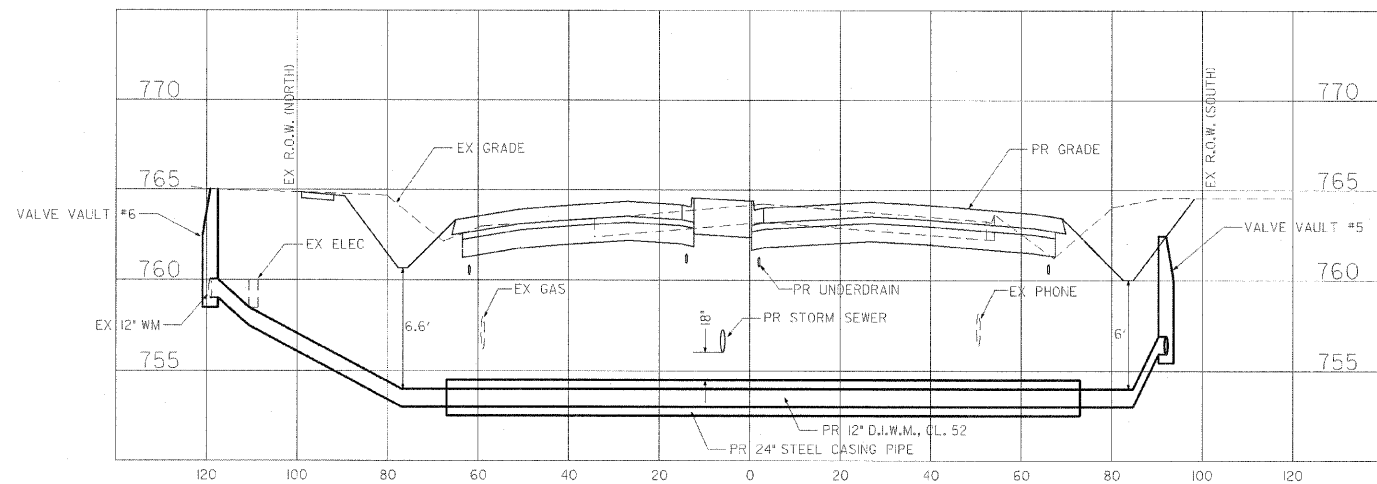 770
770
EX R.O.W. (NORTH)
EX R.O.W. (SOUTH)
EX GRADE
PR GRADE
765
765
VALVE VAULT #6
VALVE VAULT #5
EX ELEC
760
760
EX GAS
PR UNDERDRAIN
EX PHONE
EX 12" WM
PR STORM SEWER
6.6'
18"
6'
755
755
PR 12" D.I.W.M., CL. 52
PR 24" STEEL CASING PIPE
120 100 80 60 40 20 0 20 40 60 80 100 120